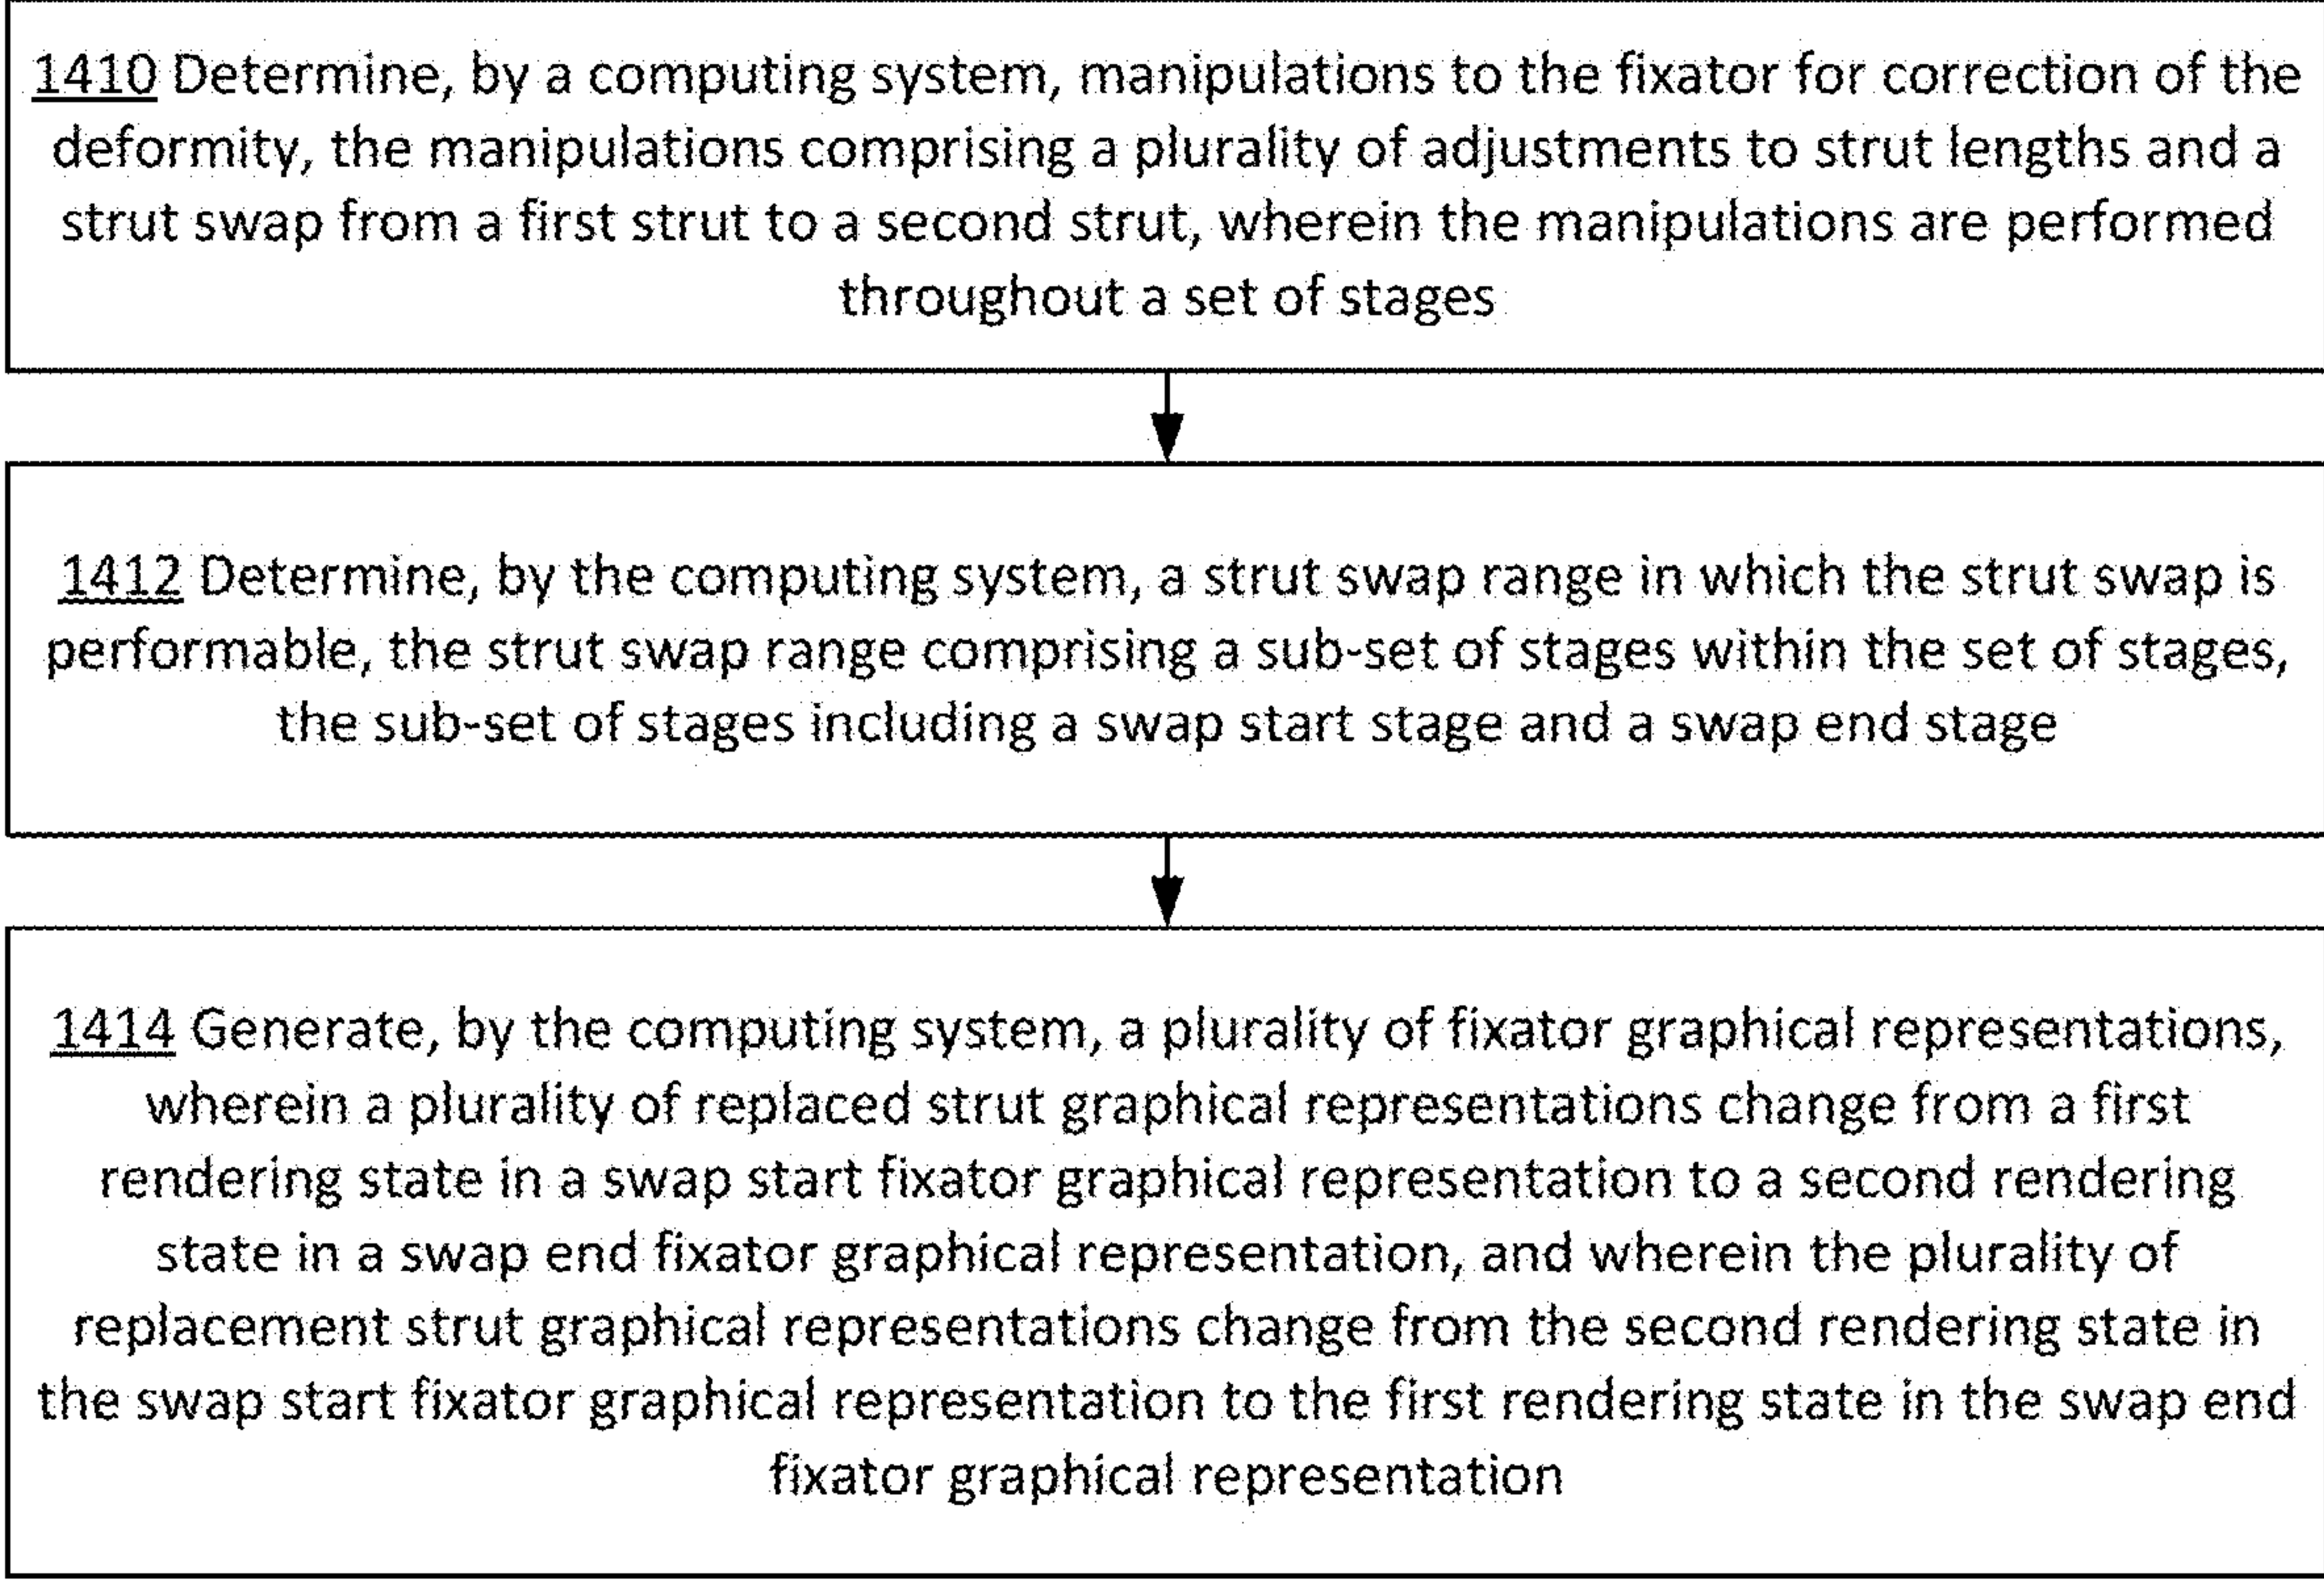 1410 Determine, by a computing system, manipulations to the fixator for correction of the
deformity, the manipulations comprising a plurality of adjustments to strut lengths and a
strut swap from a first strut to a second strut, wherein the manipulations are performed
throughout a set of stages
1412 Determine, by the computing system, a strut swap range in which the strut swap is
performable, the strut swap range comprising a sub-set of stages within the set of stages,
the sub-set of stages including a swap start stage and a swap end stage
1414 Generate, by the computing system, a plurality of fixator graphical representations,
wherein a plurality of replaced strut graphical representations change from a first
rendering state in a swap start fixator graphical representation to a second rendering
state in a swap end fixator graphical representation, and wherein the plurality of
replacement strut graphical representations change from the second rendering state in
the swap start fixator graphical representation to the first rendering state in the swap end
fixator graphical representation